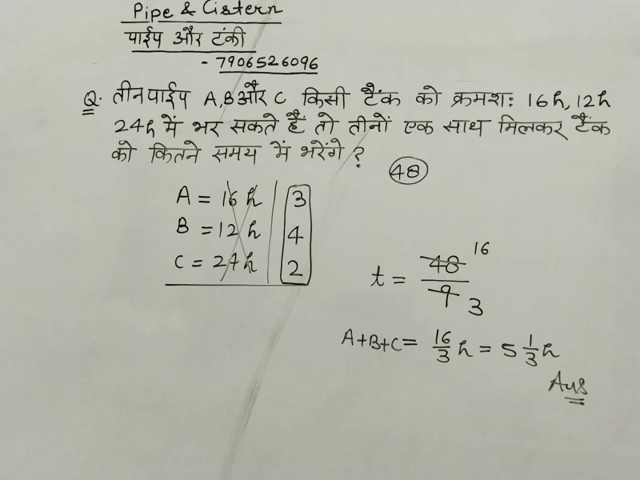 Pipe & Cistern
पाईप और टंकी
- 7906526096
Q. तीन पाईप A,B और C किसी टैंक को क्रमश: 16h, 12h
24h में भर सकते हैं तो तीनों एक साथ मिलकर टैंक
को कितने समय में भरेंगे ?
48
A = 16 h 3
B = 12 h 4
C = 24 h 2
t = 48/9 16/3
A+B+C = 16/3 h = 5 1/3 h
Ans